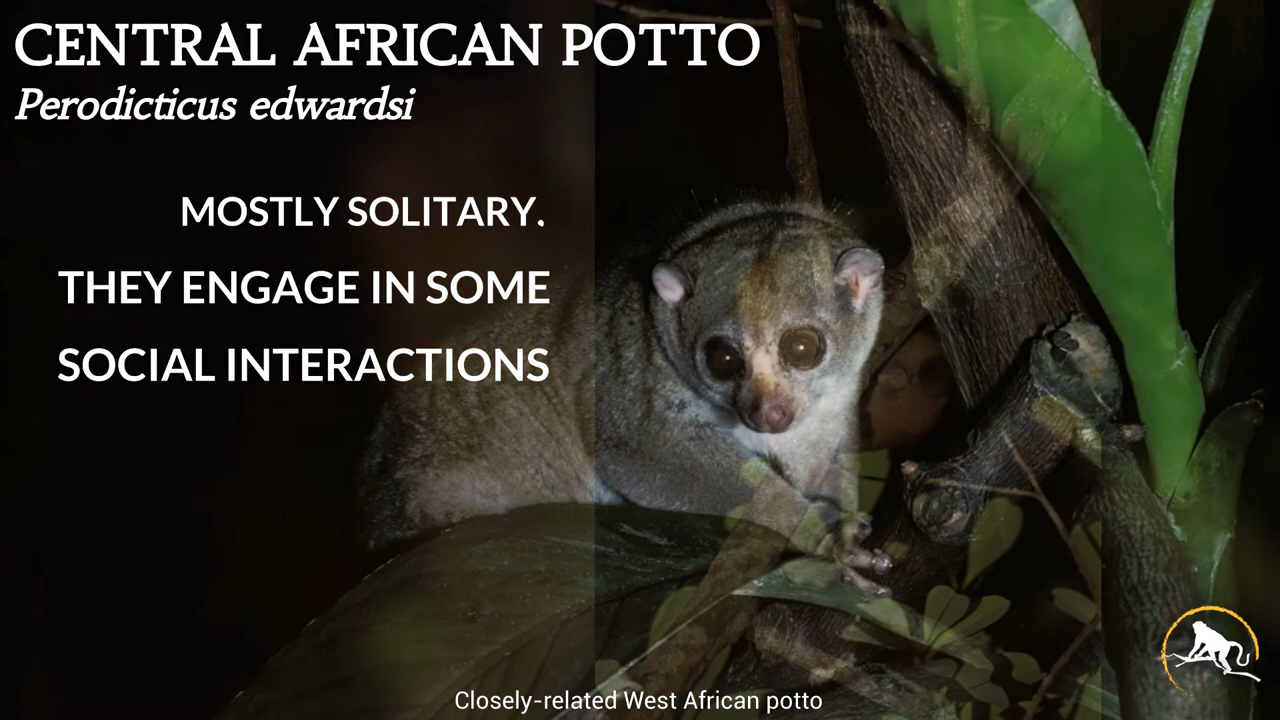 CENTRAL AFRICAN POTTO
Perodicticus edwardsi
MOSTLY SOLITARY.
THEY ENGAGE IN SOME
SOCIAL INTERACTIONS
Closely-related West African potto